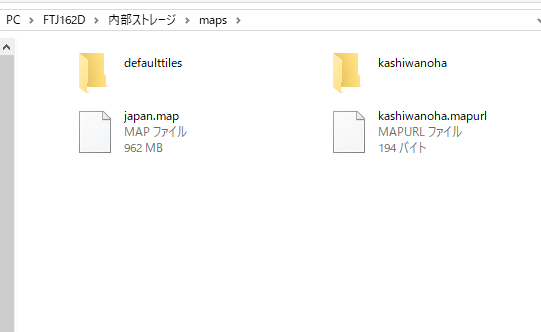 PC > FTJ162D > 内部ストレージ > maps >
defaulttiles
kashiwanoha
japan.map
MAP ファイル
962 MB
kashiwanoha.mapurl
MAPURL ファイル
194 バイト